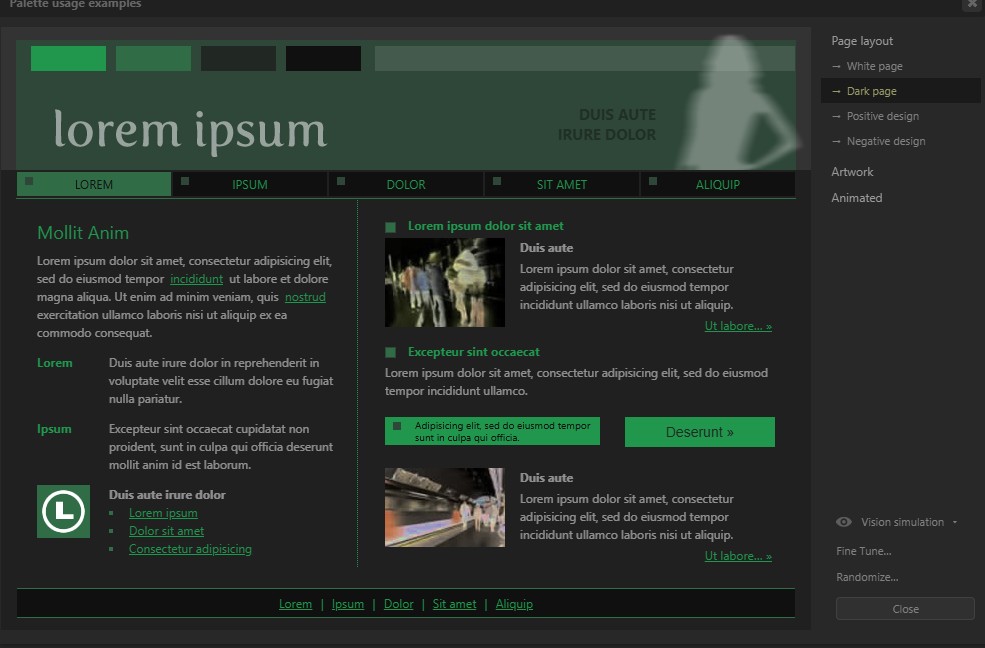 Palette usage examples
lorem ipsum
DUIS AUTE
IRURE DOLOR
LOREM
IPSUM
DOLOR
SIT AMET
ALIQUIP
Mollit Anim
Lorem ipsum dolor sit amet, consectetur adipisicing elit,
sed do eiusmod tempor incididunt ut labore et dolore
magna aliqua. Ut enim ad minim veniam, quis nostrud
exercitation ullamco laboris nisi ut aliquip ex ea
commodo consequat.
Lorem
Duis aute irure dolor in reprehenderit in
voluptate velit esse cillum dolore eu fugiat
nulla pariatur.
Ipsum
Excepteur sint occaecat cupidatat non
proident, sunt in culpa qui officia deserunt
mollit anim id est laborum.
L
Duis aute irure dolor
Lorem ipsum
Dolor sit amet
Consectetur adipisicing
Lorem ipsum dolor sit amet
Duis aute
Lorem ipsum dolor sit amet, consectetur
adipisicing elit, sed do eiusmod tempor
incididunt ullamco laboris nisi ut aliquip.
Ut labore... »
Excepteur sint occaecat
Lorem ipsum dolor sit amet, consectetur adipisicing elit, sed do eiusmod
tempor incididunt ullamco.
Adipisicing elit, sed do eiusmod tempor
sunt in culpa qui officia.
Deserunt »
Duis aute
Lorem ipsum dolor sit amet, consectetur
adipisicing elit, sed do eiusmod tempor
incididunt ullamco laboris nisi ut aliquip.
Ut labore... »
Lorem | Ipsum | Dolor | Sit amet | Aliquip
Page layout
→ White page
→ Dark page
→ Positive design
→ Negative design
Artwork
Animated
Vision simulation
Fine Tune...
Randomize...
Close